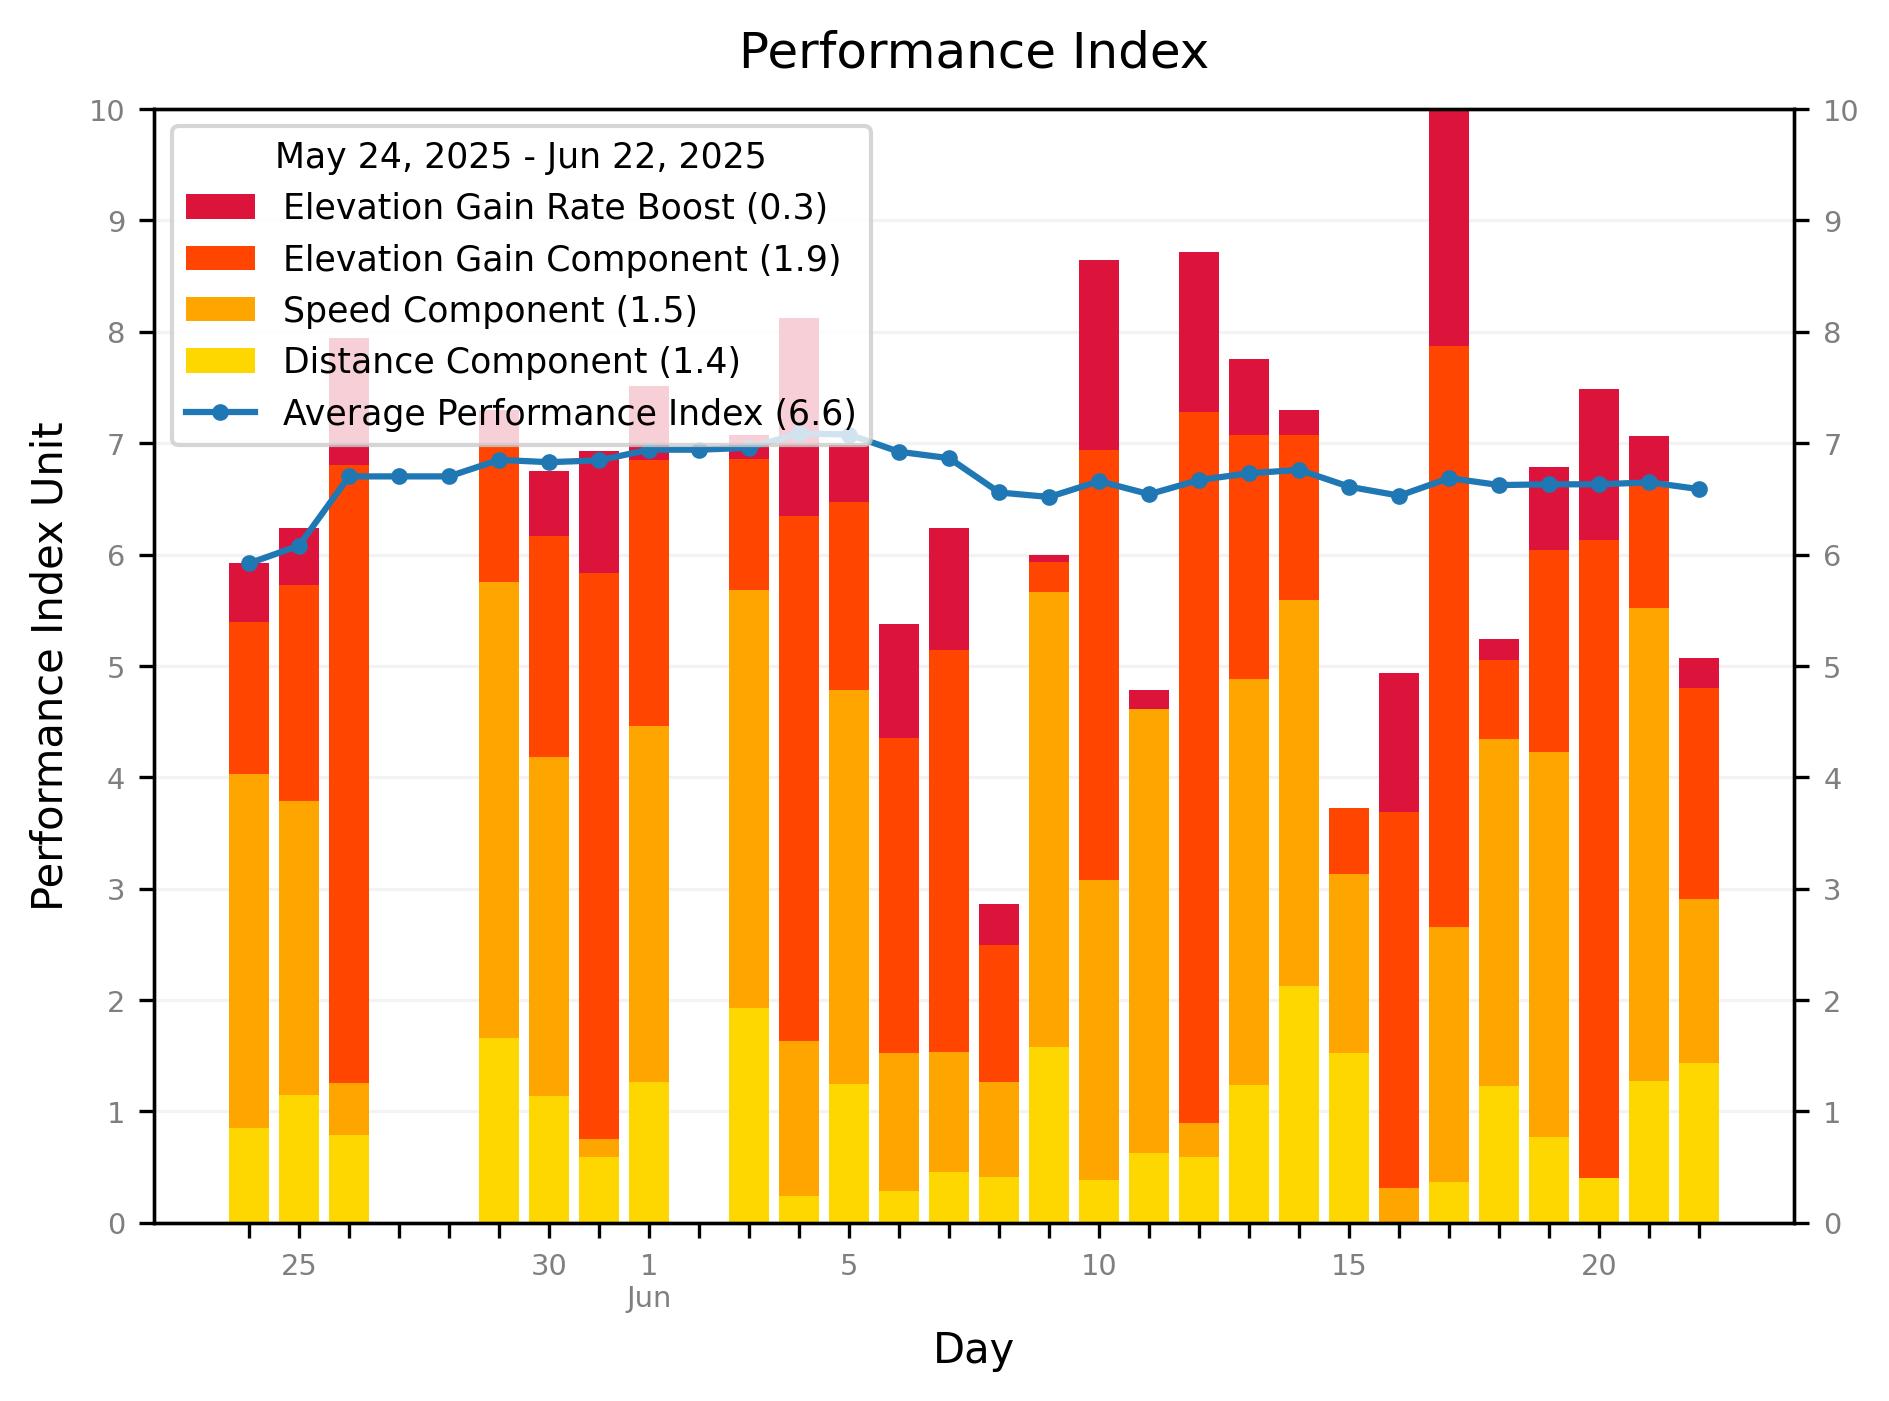 Performance Index
10
9
8
7
6
5
4
3
2
1
0
10
9
8
7
6
5
4
3
2
1
0
Performance Index Unit
May 24, 2025 - Jun 22, 2025
Elevation Gain Rate Boost (0.3)
Elevation Gain Component (1.9)
Speed Component (1.5)
Distance Component (1.4)
Average Performance Index (6.6)
25 30 1 5 10 15 20
Jun
Day